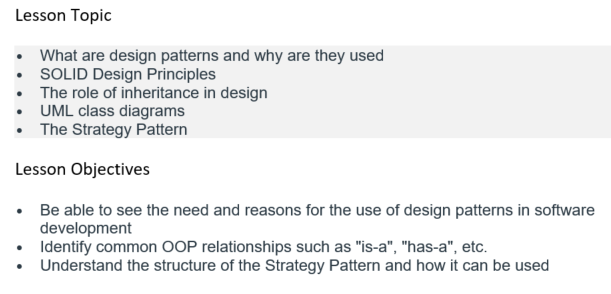 Lesson Topic
• What are design patterns and why are they used
• SOLID Design Principles
• The role of inheritance in design
• UML class diagrams
• The Strategy Pattern
Lesson Objectives
• Be able to see the need and reasons for the use of design patterns in software
development
• Identify common OOP relationships such as "is-a", "has-a", etc.
• Understand the structure of the Strategy Pattern and how it can be used